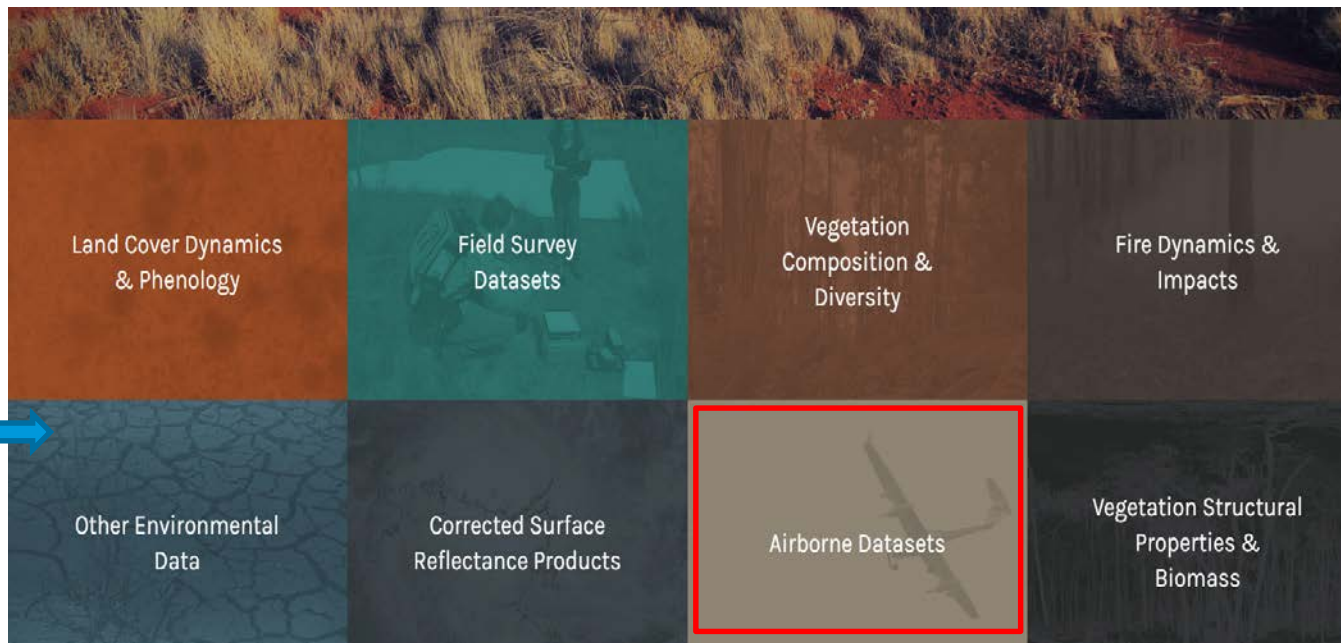 Land Cover Dynamics
& Phenology
Field Survey
Datasets
Vegetation
Composition &
Diversity
Fire Dynamics &
Impacts
Other Environmental
Data
Corrected Surface
Reflectance Products
Airborne Datasets
Vegetation Structural
Properties &
Biomass